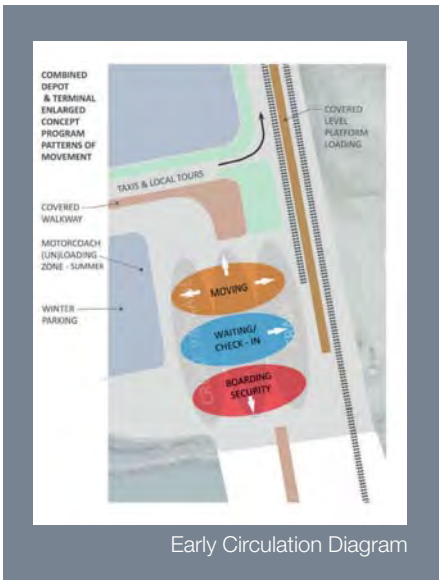 COMBINED
DEPOT
& TERMINAL
ENLARGED
CONCEPT
PROGRAM
PATTERNS OF
MOVEMENT
COVERED
LEVEL
PLATFORM
LOADING
TAXIS & LOCAL TOURS
COVERED
WALKWAY
MOTORCOACH
(UN)LOADING
ZONE - SUMMER
WINTER
PARKING
MOVING
WAITING/
CHECK - IN
BOARDING
SECURITY
Early Circulation Diagram